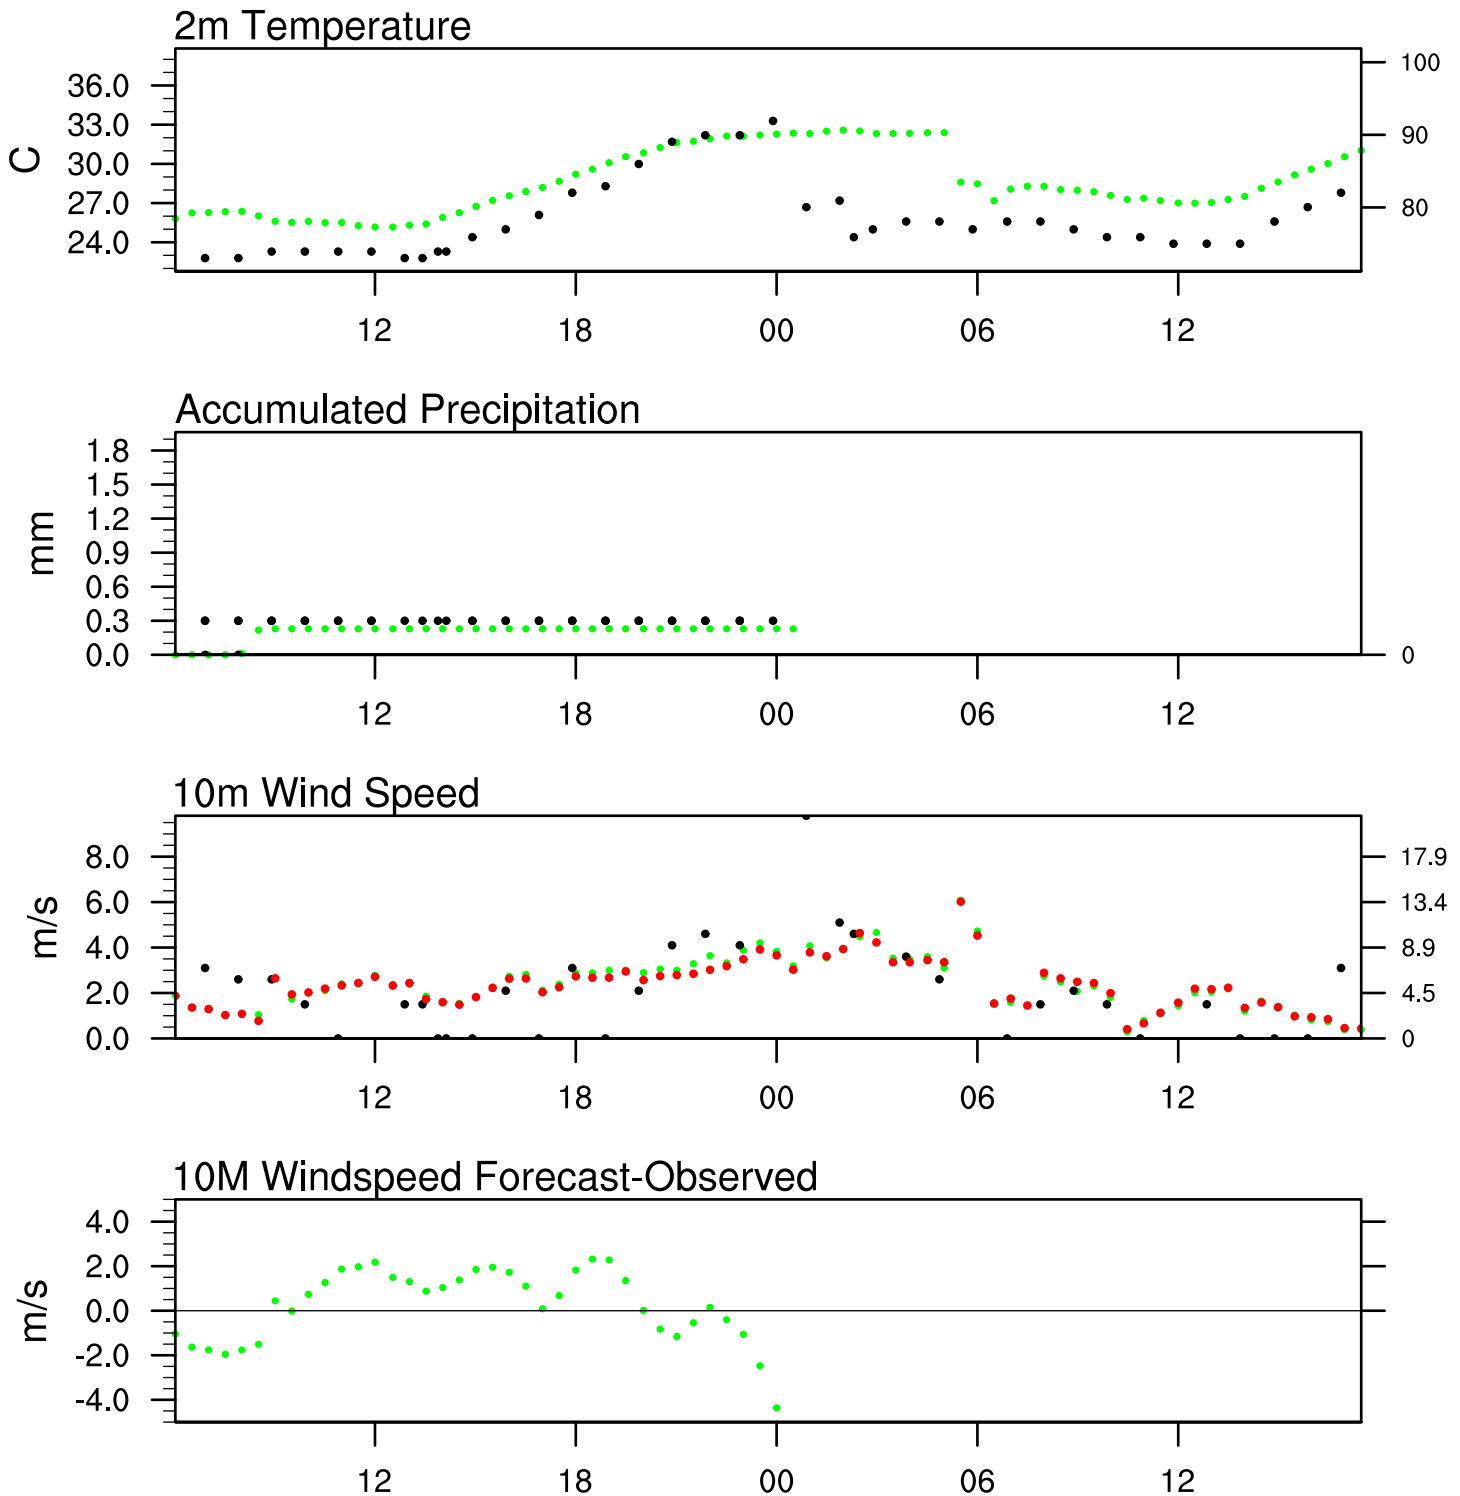 2m Temperature
36.0
33.0
30.0
27.0
24.0
C
100
90
80
12 18 00 06 12
Accumulated Precipitation
1.8
1.5
1.2
0.9
0.6
0.3
0.0
mm
0
12 18 00 06 12
10m Wind Speed
8.0
6.0
4.0
2.0
0.0
m/s
17.9
13.4
8.9
4.5
0
12 18 00 06 12
10M Windspeed Forecast-Observed
4.0
2.0
0.0
-2.0
-4.0
m/s
12 18 00 06 12